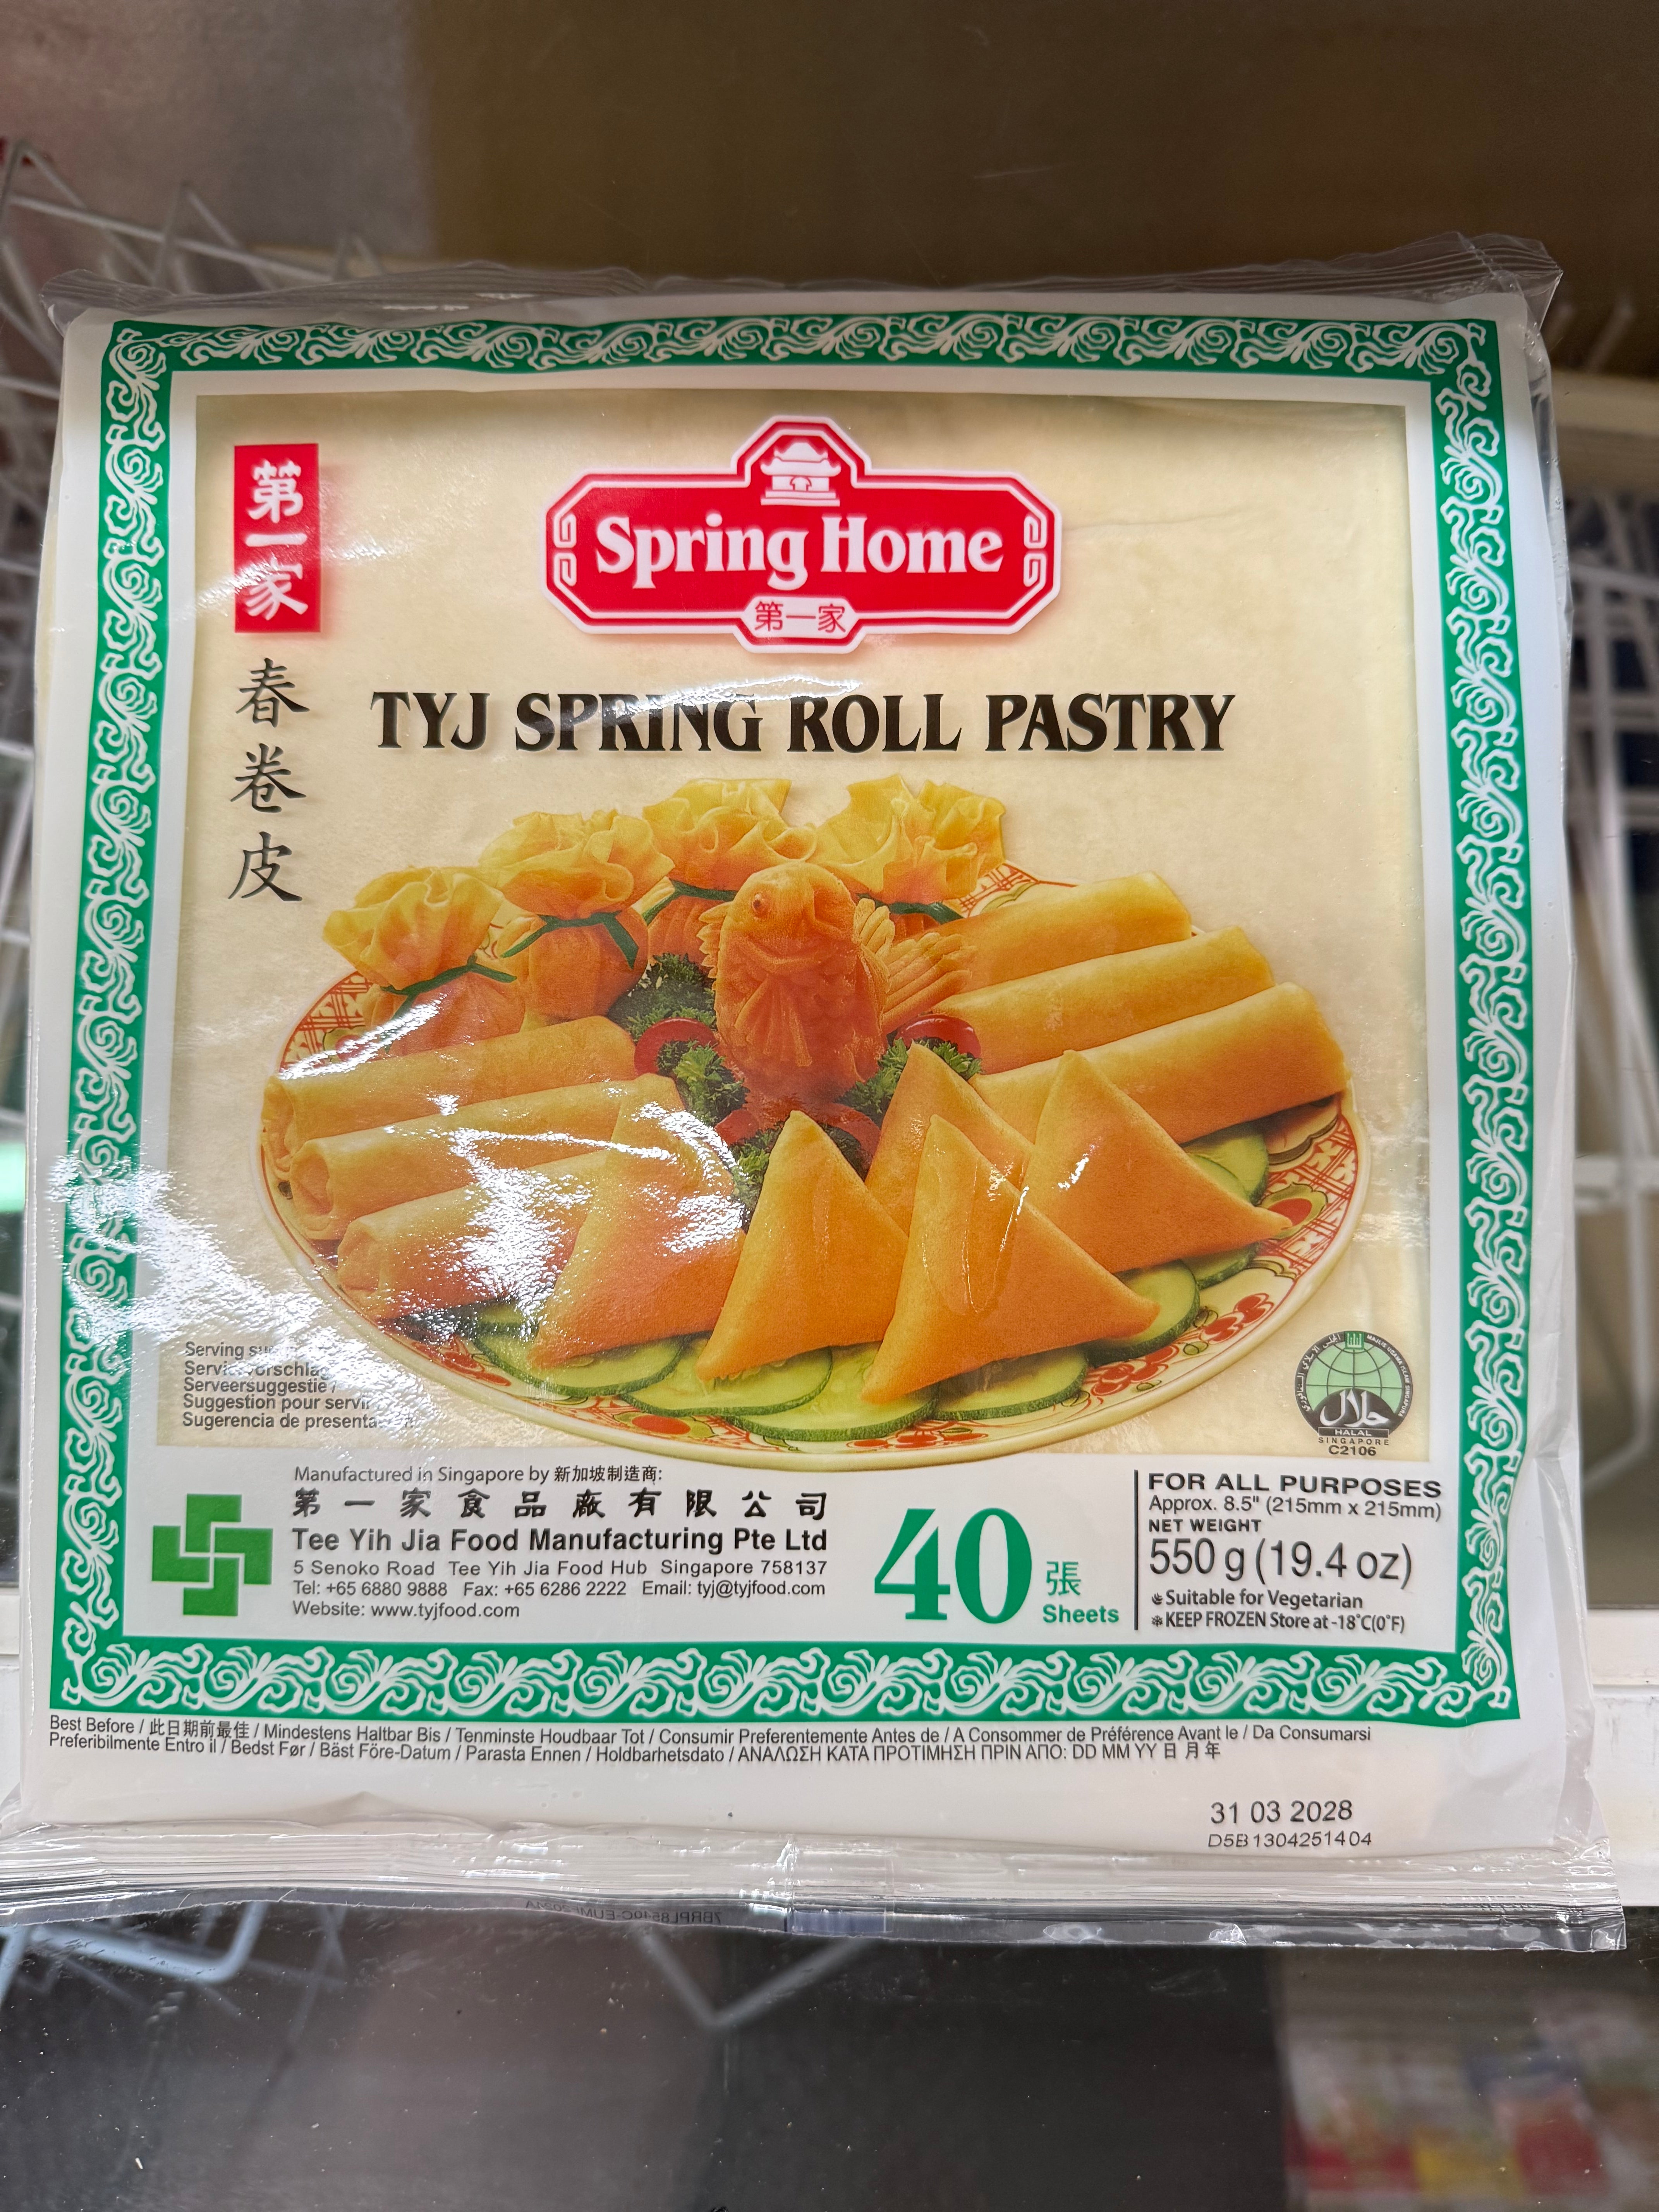 第一家
春卷皮
Spring Home
第一家
TYJ SPRING ROLL PASTRY
Serving
Serveersuggestie /
Suggestion pour
Sugerencia de
HALAL
SINGAPORE
C2106
Manufactured in Singapore by 新加坡制造商:
第一家食品廠有限公司
Tee Yih Jia Food Manufacturing Pte Ltd
5 Senoko Road Tee Yih Jia Food Hub Singapore 758137
Tel: +65 6880 9888 Fax: +65 6286 2222 Email: tyj@tyjfood.com
Website: www.tyjfood.com
40 張
Sheets
FOR ALL PURPOSES
Approx. 8.5" (215mm x 215mm)
NET WEIGHT
550 g (19.4 oz)
Suitable for Vegetarian
KEEP FROZEN Store at -18°C(0°F)
Best Before / 此日期前最佳 / Mindestens Haltbar Bis / Tenminste Houdbaar Tot / Consumir Preferentemente Antes de / A Consommer de Préférence Avant le / Da Consumarsi
Preferibilmente Entro il / Bedst Før / Bäst Före-Datum / Parasta Ennen / Holdbarhetsdato / ΑΝΑΛΩΣΗ ΚΑΤΑ ΠΡΟΤΙΜΗΣΗ ΠΡΙΝ ΑΠΟ: DD MM YY 日 月 年
31 03 2028
D5B1304251404